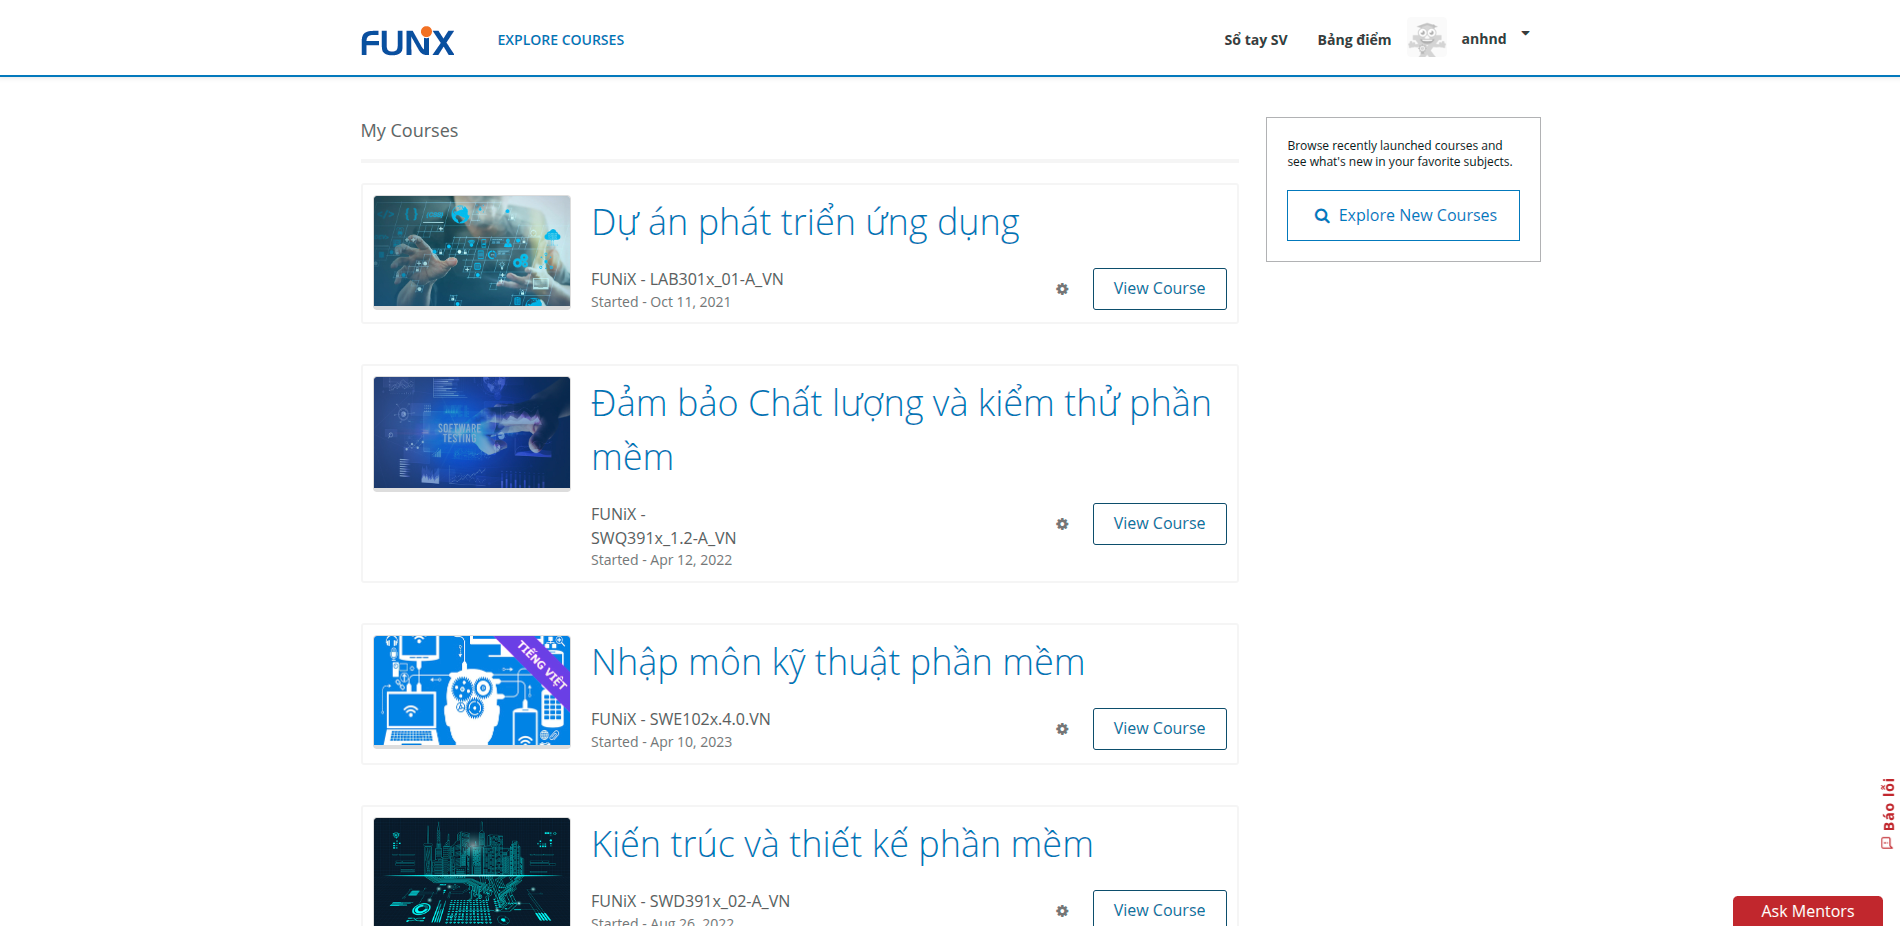 FUNiX
EXPLORE COURSES
Sổ tay SV
Bảng điểm
anhnd
My Courses
Browse recently launched courses and
see what's new in your favorite subjects.
Explore New Courses
Dự án phát triển ứng dụng
FUNiX - LAB301x_01-A_VN
Started - Oct 11, 2021
View Course
SOFTWARE
TESTING
Đảm bảo Chất lượng và kiểm thử phần
mềm
FUNiX -
SWQ391x_1.2-A_VN
Started - Apr 12, 2022
View Course
TIẾNG VIỆT
Nhập môn kỹ thuật phần mềm
FUNiX - SWE102x.4.0.VN
Started - Apr 10, 2023
View Course
Kiến trúc và thiết kế phần mềm
FUNiX - SWD391x_02-A_VN
Started - Aug 26, 2022
View Course
Báo lỗi
Ask Mentors